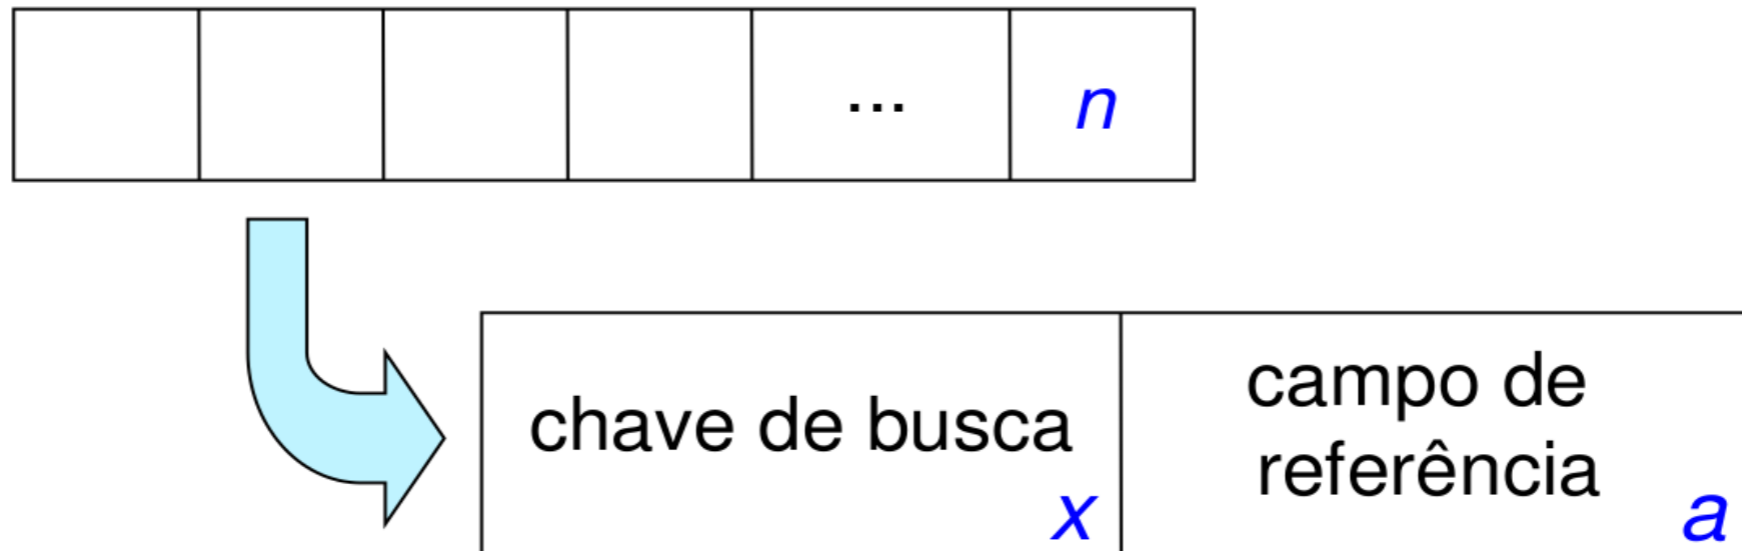 ... n
chave de busca
x
campo de
referência
a